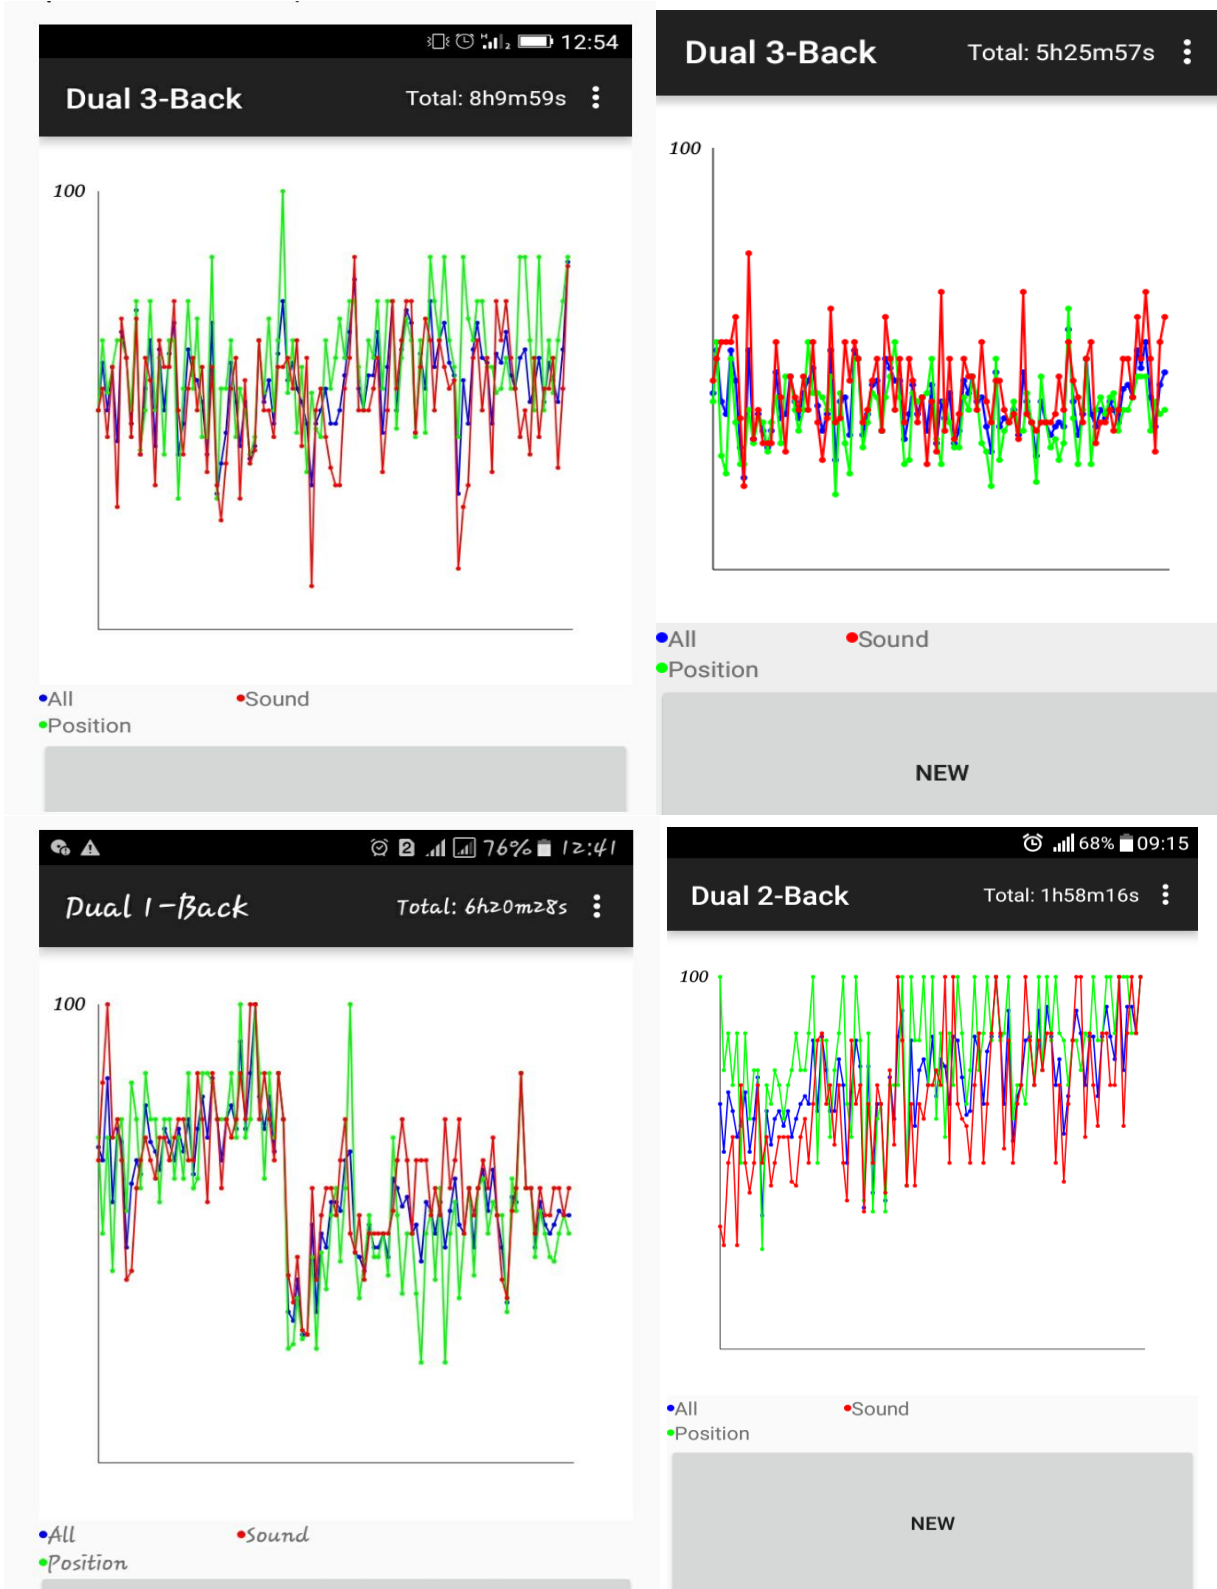 12:54
Dual 3-Back Total: 8h9m59s
100
All Sound
Position
Dual 3-Back Total: 5h25m57s
100
All Sound
Position
NEW
2 76% 12:41
Dual 1-Back Total: 6h20m28s
100
All Sound
Position
68% 09:15
Dual 2-Back Total: 1h58m16s
100
All Sound
Position
NEW